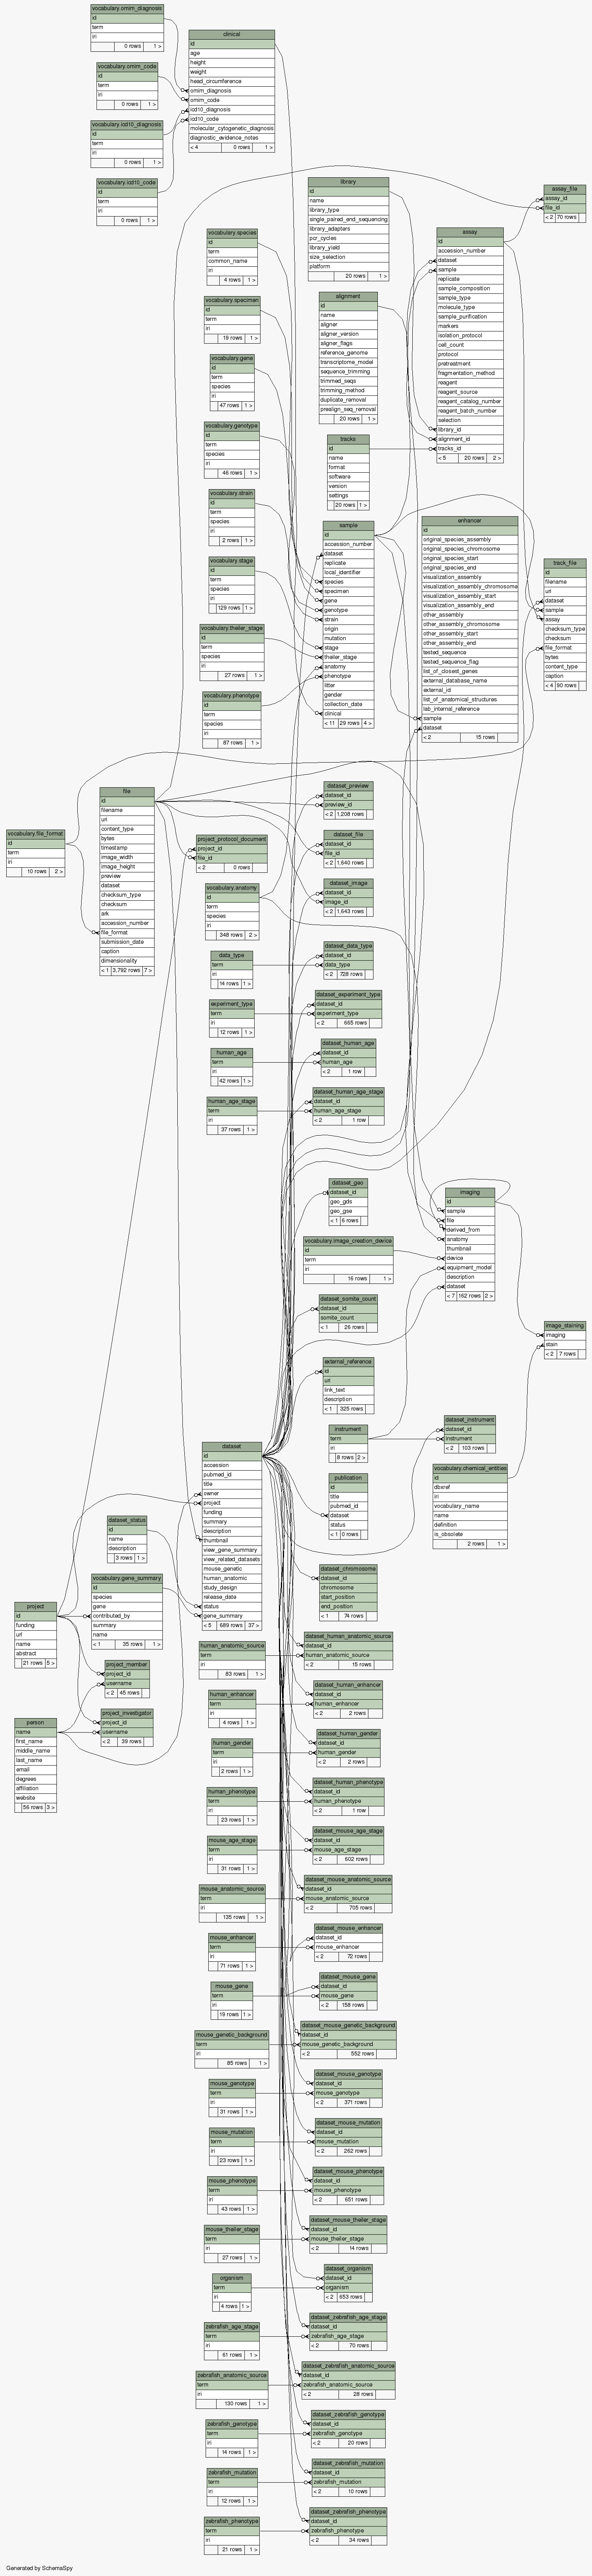 vocabulary.omim_diagnosis
id
term
iri
0 rows 1 >
vocabulary.omim_code
id
term
iri
0 rows 1 >
vocabulary.icd10_diagnosis
id
term
iri
0 rows 1 >
vocabulary.icd10_code
id
term
iri
0 rows 1 >
clinical
id
age
height
weight
head_circumference
omim_diagnosis
omim_code
icd10_diagnosis
icd10_code
molecular_cytogenetic_diagnosis
diagnostic_evidence_notes
< 4 0 rows 1 >
library
id
name
library_type
single_paired_end_sequencing
library_adapters
pcr_cycles
library_yield
size_selection
platform
20 rows 1 >
assay_file
assay_id
file_id
< 2 70 rows
assay
id
accession_number
dataset
sample
replicate
sample_composition
sample_type
molecule_type
sample_purification
markers
isolation_protocol
cell_count
protocol
pretreatment
fragmentation_method
reagent
reagent_source
reagent_catalog_number
reagent_batch_number
selection
library_id
alignment_id
tracks_id
< 5 20 rows 2 >
vocabulary.species
id
term
common_name
iri
4 rows 1 >
vocabulary.specimen
id
term
iri
19 rows 1 >
alignment
id
name
aligner
aligner_version
aligner_flags
reference_genome
transcriptome_model
sequence_trimming
trimmed_seqs
trimming_method
duplicate_removal
prealign_seq_removal
20 rows 1 >
vocabulary.gene
id
term
species
iri
47 rows 1 >
vocabulary.genotype
id
term
species
iri
46 rows 1 >
tracks
id
name
format
software
version
settings
20 rows 1 >
vocabulary.strain
id
term
species
iri
2 rows 1 >
vocabulary.stage
id
term
species
iri
129 rows 1 >
vocabulary.theiler_stage
id
term
species
iri
27 rows 1 >
vocabulary.phenotype
id
term
species
iri
87 rows 1 >
sample
id
accession_number
dataset
replicate
local_identifier
species
specimen
gene
genotype
strain
origin
mutation
stage
theiler_stage
anatomy
phenotype
litter
gender
collection_date
clinical
< 11 29 rows 4 >
enhancer
id
original_species_assembly
original_species_chromosome
original_species_start
original_species_end
visualization_assembly
visualization_assembly_chromosome
visualization_assembly_start
visualization_assembly_end
other_assembly
other_assembly_chromosome
other_assembly_start
other_assembly_end
tested_sequence
tested_sequence_flag
list_of_closest_genes
external_database_name
external_id
list_of_anatomical_structures
lab_internal_reference
sample
dataset
< 2 15 rows
track_file
id
filename
uri
dataset
sample
assay
checksum_type
checksum
file_format
bytes
content_type
caption
< 4 90 rows
file
id
filename
uri
content_type
bytes
timestamp
image_width
image_height
preview
dataset
checksum_type
checksum
ark
accession_number
file_format
submission_date
caption
dimensionality
< 1 3,792 rows 7 >
vocabulary.file_format
id
term
iri
10 rows 2 >
project_protocol_document
project_id
file_id
< 2 0 rows
dataset_preview
dataset_id
preview_id
< 2 1,208 rows
dataset_file
dataset_id
file_id
< 2 1,640 rows
dataset_image
dataset_id
image_id
< 2 1,643 rows
vocabulary.anatomy
id
term
species
iri
348 rows 2 >
data_type
term
iri
14 rows 1 >
dataset_data_type
dataset_id
data_type
< 2 728 rows
experiment_type
term
iri
12 rows 1 >
dataset_experiment_type
dataset_id
experiment_type
< 2 665 rows
human_age
term
iri
42 rows 1 >
dataset_human_age
dataset_id
human_age
< 2 1 row
human_age_stage
term
iri
37 rows 1 >
dataset_human_age_stage
dataset_id
human_age_stage
< 2 1 row
dataset_geo
dataset_id
geo_gds
geo_gse
< 1 6 rows
imaging
id
sample
file
derived_from
anatomy
thumbnail
device
equipment_model
description
dataset
< 7 162 rows 2 >
vocabulary.image_creation_device
id
term
iri
16 rows 1 >
dataset_somite_count
dataset_id
somite_count
< 1 26 rows
image_staining
imaging
stain
< 2 7 rows
external_reference
id
url
link_text
description
< 1 325 rows
instrument
term
iri
8 rows 2 >
dataset_instrument
dataset_id
instrument
< 2 103 rows
dataset
id
accession
pubmed_id
title
owner
project
funding
summary
description
thumbnail
view_gene_summary
view_related_datasets
mouse_genetic
human_anatomic
study_design
release_date
status
gene_summary
< 5 689 rows 37 >
vocabulary.chemical_entities
id
dbxref
iri
vocabulary_name
name
definition
is_obsolete
2 rows 1 >
publication
id
title
pubmed_id
dataset
status
< 1 0 rows
dataset_status
id
name
description
3 rows 1 >
dataset_chromosome
dataset_id
chromosome
start_position
end_position
< 1 74 rows
vocabulary.gene_summary
id
species
gene
contributed_by
summary
name
< 1 35 rows 1 >
project
id
funding
url
name
abstract
21 rows 5 >
project_member
project_id
username
< 2 45 rows
project_investigator
project_id
username
< 2 39 rows
person
name
first_name
middle_name
last_name
email
degrees
affiliation
website
56 rows 3 >
human_anatomic_source
term
iri
83 rows 1 >
dataset_human_anatomic_source
dataset_id
human_anatomic_source
< 2 15 rows
human_enhancer
term
iri
4 rows 1 >
dataset_human_enhancer
dataset_id
human_enhancer
< 2 2 rows
human_gender
term
iri
2 rows 1 >
dataset_human_gender
dataset_id
human_gender
< 2 2 rows
human_phenotype
term
iri
23 rows 1 >
dataset_human_phenotype
dataset_id
human_phenotype
< 2 1 row
mouse_age_stage
term
iri
31 rows 1 >
dataset_mouse_age_stage
dataset_id
mouse_age_stage
< 2 602 rows
mouse_anatomic_source
term
iri
135 rows 1 >
dataset_mouse_anatomic_source
dataset_id
mouse_anatomic_source
< 2 705 rows
mouse_enhancer
term
iri
71 rows 1 >
dataset_mouse_enhancer
dataset_id
mouse_enhancer
< 2 72 rows
mouse_gene
term
iri
19 rows 1 >
dataset_mouse_gene
dataset_id
mouse_gene
< 2 158 rows
mouse_genetic_background
term
iri
85 rows 1 >
dataset_mouse_genetic_background
dataset_id
mouse_genetic_background
< 2 552 rows
mouse_genotype
term
iri
31 rows 1 >
dataset_mouse_genotype
dataset_id
mouse_genotype
< 2 371 rows
mouse_mutation
term
iri
23 rows 1 >
dataset_mouse_mutation
dataset_id
mouse_mutation
< 2 262 rows
mouse_phenotype
term
iri
43 rows 1 >
dataset_mouse_phenotype
dataset_id
mouse_phenotype
< 2 651 rows
mouse_theiler_stage
term
iri
27 rows 1 >
dataset_mouse_theiler_stage
dataset_id
mouse_theiler_stage
< 2 14 rows
organism
term
iri
4 rows 1 >
dataset_organism
dataset_id
organism
< 2 653 rows
zebrafish_age_stage
term
iri
61 rows 1 >
dataset_zebrafish_age_stage
dataset_id
zebrafish_age_stage
< 2 70 rows
zebrafish_anatomic_source
term
iri
130 rows 1 >
dataset_zebrafish_anatomic_source
dataset_id
zebrafish_anatomic_source
< 2 28 rows
zebrafish_genotype
term
iri
14 rows 1 >
dataset_zebrafish_genotype
dataset_id
zebrafish_genotype
< 2 20 rows
zebrafish_mutation
term
iri
12 rows 1 >
dataset_zebrafish_mutation
dataset_id
zebrafish_mutation
< 2 10 rows
zebrafish_phenotype
term
iri
21 rows 1 >
dataset_zebrafish_phenotype
dataset_id
zebrafish_phenotype
< 2 34 rows
Generated by SchemaSpy